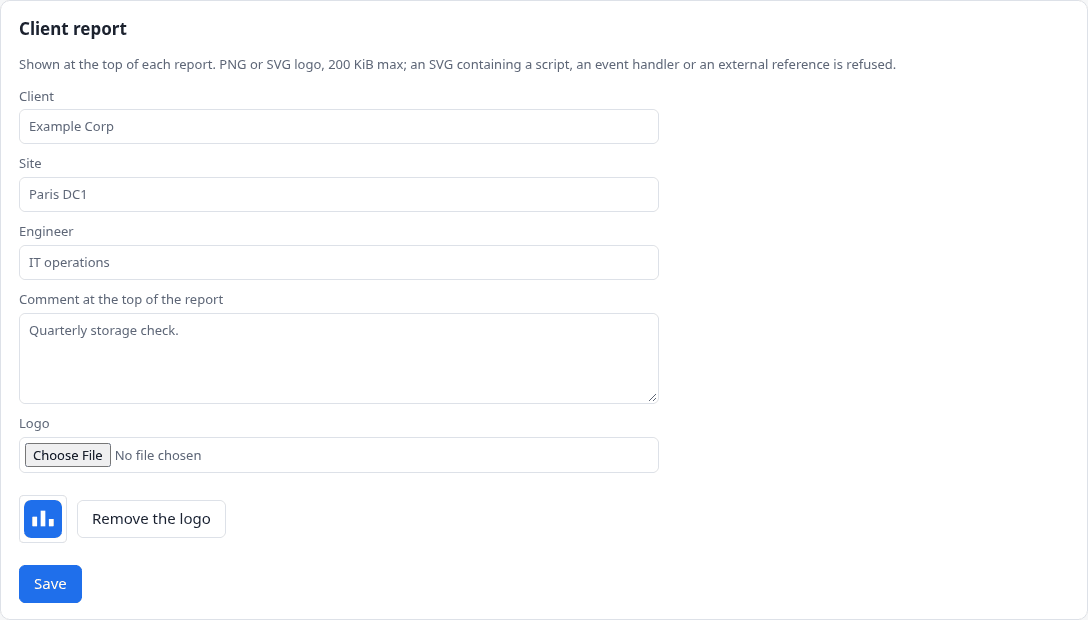 Client report
Shown at the top of each report. PNG or SVG logo, 200 KiB max; an SVG containing a script, an event handler or an external reference is refused.
Client
Example Corp
Site
Paris DC1
Engineer
IT operations
Comment at the top of the report
Quarterly storage check.
Logo
Choose File No file chosen
Remove the logo
Save